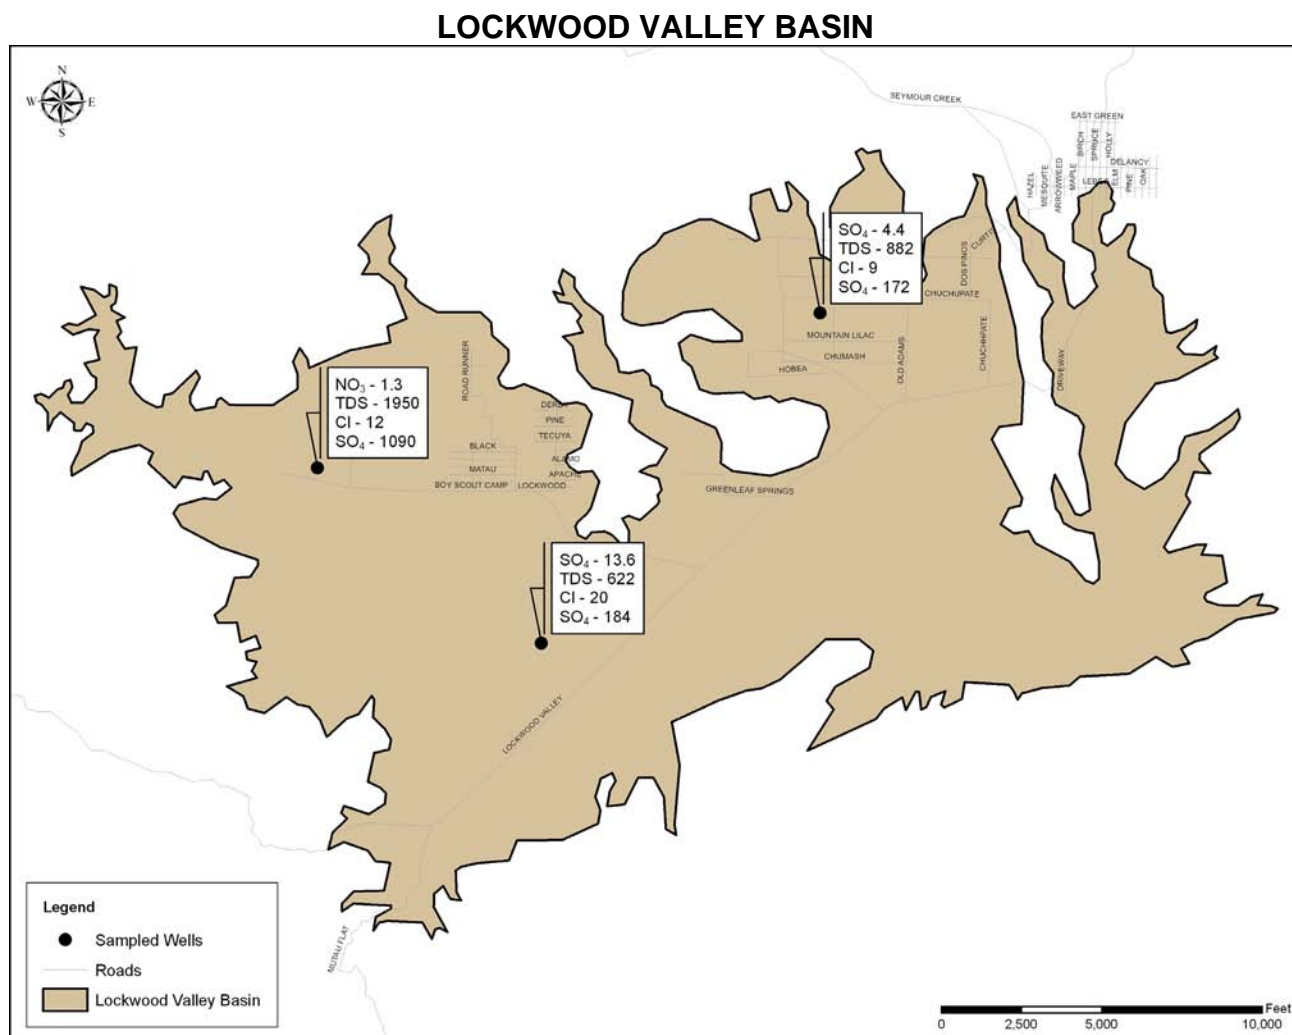 LOCKWOOD VALLEY BASIN
N
W E
S
SEYMOUR CREEK
EAST GREEN
BIRCH
SPRUCE
HOLLY
DELANCY
HAZEL
MESQUITE
ARROWWEED
MAPLE
ELM
PINE
OAK
SO₄ - 4.4
TDS - 882
Cl - 9
SO₄ - 172
CURTIS
DOS PINOS
CHUCHUPATE
MOUNTAIN LILAC
CHUMASH
HOBEA
OLD ADAMS
CHUCHHPATE
DRIVEWAY
NO₃ - 1.3
TDS - 1950
Cl - 12
SO₄ - 1090
ROAD RUNNER
DERBY
PINE
TECUYA
BLACK
ALAMO
MATAU
APACHE
BOY SCOUT CAMP
LOCKWOOD
GREENLEAF SPRINGS
SO₄ - 13.6
TDS - 622
Cl - 20
SO₄ - 184
LOCKWOOD VALLEY
MUTAU FLAT
Legend
Sampled Wells
Roads
Lockwood Valley Basin
Feet
0 2,500 5,000 10,000